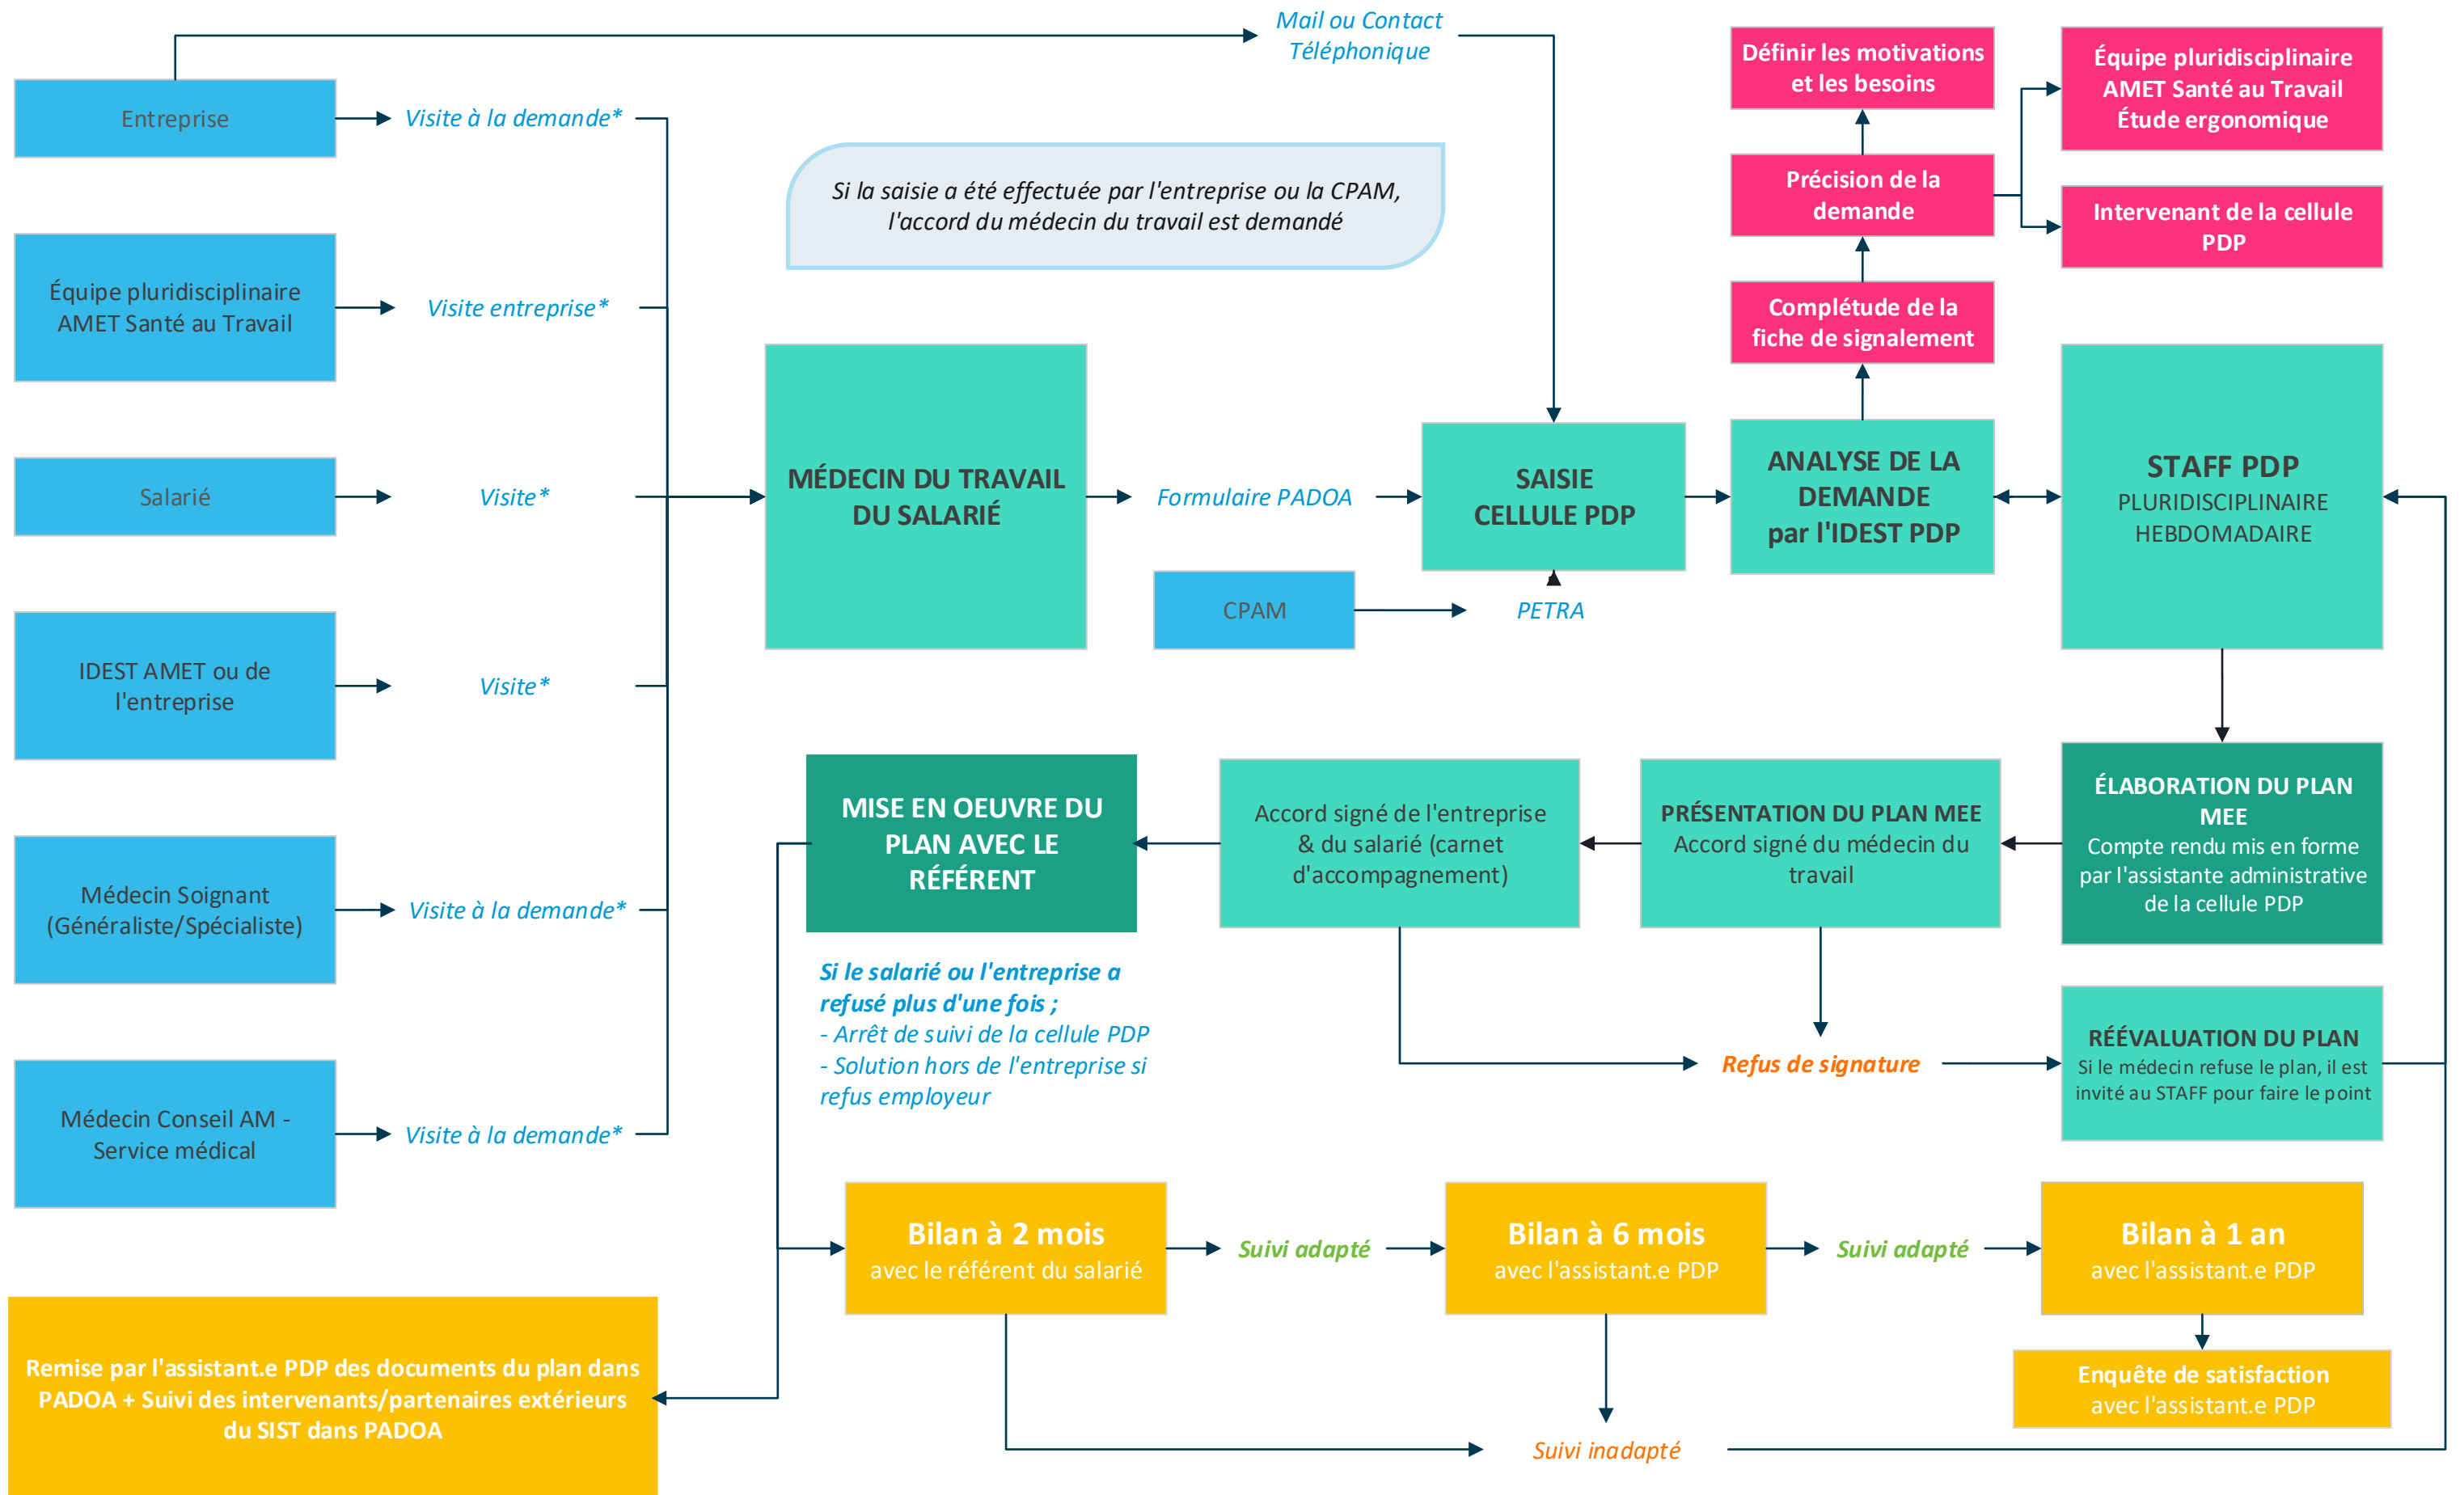 Mail ou Contact
Téléphonique
Entreprise
Visite à la demande*
Équipe pluridisciplinaire
AMET Santé au Travail
Visite entreprise*
Salarié
Visite*
IDEST AMET ou de
l'entreprise
Visite*
Médecin Soignant
(Généraliste/Spécialiste)
Visite à la demande*
Médecin Conseil AM -
Service médical
Visite à la demande*
Si la saisie a été effectuée par l'entreprise ou la CPAM,
l'accord du médecin du travail est demandé
MÉDECIN DU TRAVAIL
DU SALARIÉ
Formulaire PADOA
CPAM
PETRA
SAISIE
CELLULE PDP
ANALYSE DE LA
DEMANDE
par l'IDEST PDP
Complétude de la
fiche de signalement
Précision de la
demande
Définir les motivations
et les besoins
Équipe pluridisciplinaire
AMET Santé au Travail
Étude ergonomique
Intervenant de la cellule
PDP
STAFF PDP
PLURIDISCIPLINAIRE
HEBDOMADAIRE
ÉLABORATION DU PLAN
MEE
Compte rendu mis en forme
par l'assistante administrative
de la cellule PDP
PRÉSENTATION DU PLAN MEE
Accord signé du médecin du
travail
Accord signé de l'entreprise
& du salarié (carnet
d'accompagnement)
MISE EN OEUVRE DU
PLAN AVEC LE
RÉFÉRENT
Si le salarié ou l'entreprise a
refusé plus d'une fois ;
- Arrêt de suivi de la cellule PDP
- Solution hors de l'entreprise si
refus employeur
Refus de signature
RÉÉVALUATION DU PLAN
Si le médecin refuse le plan, il est
invité au STAFF pour faire le point
Bilan à 2 mois
avec le référent du salarié
Suivi adapté
Bilan à 6 mois
avec l'assistant.e PDP
Suivi adapté
Bilan à 1 an
avec l'assistant.e PDP
Enquête de satisfaction
avec l'assistant.e PDP
Suivi inadapté
Remise par l'assistant.e PDP des documents du plan dans
PADOA + Suivi des intervenants/partenaires extérieurs
du SIST dans PADOA